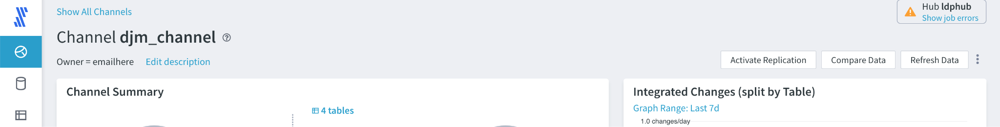 Show All Channels
Hub ldphub
Show job errors
Channel djm_channel
Owner = emailhere Edit description
Activate Replication Compare Data Refresh Data
Channel Summary
4 tables
Integrated Changes (split by Table)
Graph Range: Last 7d
1.0 changes/day